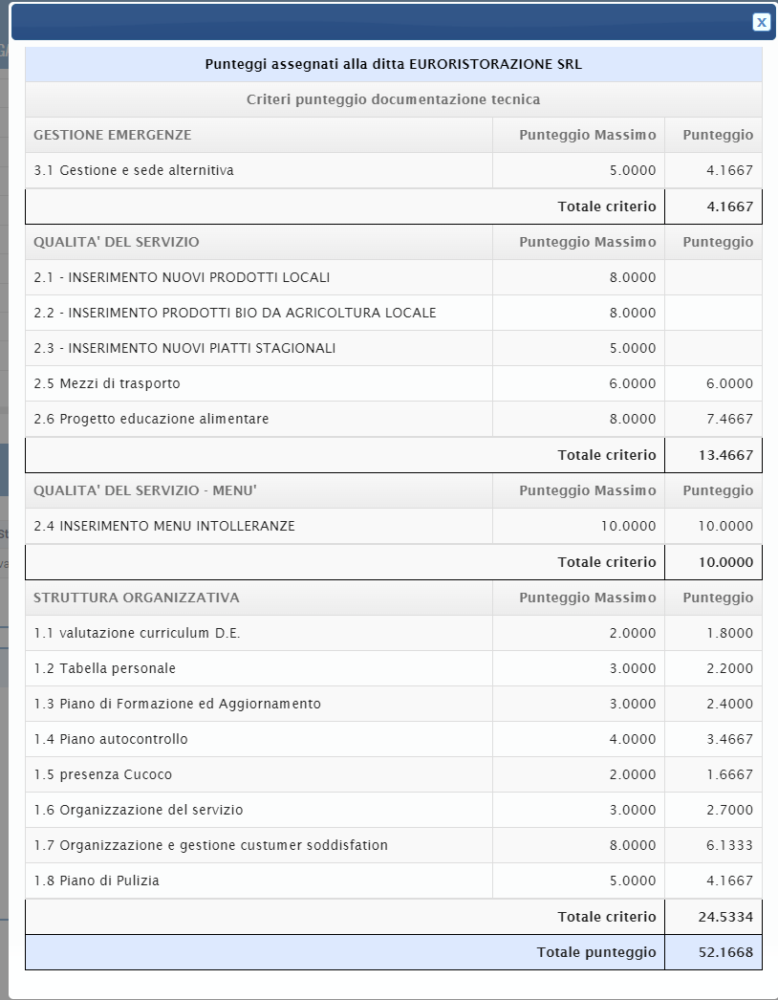 x
Punteggi assegnati alla ditta EURORISTORAZIONE SRL
Criteri punteggio documentazione tecnica
GESTIONE EMERGENZE Punteggio Massimo Punteggio
3.1 Gestione e sede alternitiva 5.0000 4.1667
Totale criterio 4.1667
QUALITA' DEL SERVIZIO Punteggio Massimo Punteggio
2.1 - INSERIMENTO NUOVI PRODOTTI LOCALI 8.0000
2.2 - INSERIMENTO PRODOTTI BIO DA AGRICOLTURA LOCALE 8.0000
2.3 - INSERIMENTO NUOVI PIATTI STAGIONALI 5.0000
2.5 Mezzi di trasporto 6.0000 6.0000
2.6 Progetto educazione alimentare 8.0000 7.4667
Totale criterio 13.4667
QUALITA' DEL SERVIZIO - MENU' Punteggio Massimo Punteggio
2.4 INSERIMENTO MENU INTOLLERANZE 10.0000 10.0000
Totale criterio 10.0000
STRUTTURA ORGANIZZATIVA Punteggio Massimo Punteggio
1.1 valutazione curriculum D.E. 2.0000 1.8000
1.2 Tabella personale 3.0000 2.2000
1.3 Piano di Formazione ed Aggiornamento 3.0000 2.4000
1.4 Piano autocontrollo 4.0000 3.4667
1.5 presenza Cucoco 2.0000 1.6667
1.6 Organizzazione del servizio 3.0000 2.7000
1.7 Organizzazione e gestione custumer soddisfation 8.0000 6.1333
1.8 Piano di Pulizia 5.0000 4.1667
Totale criterio 24.5334
Totale punteggio 52.1668